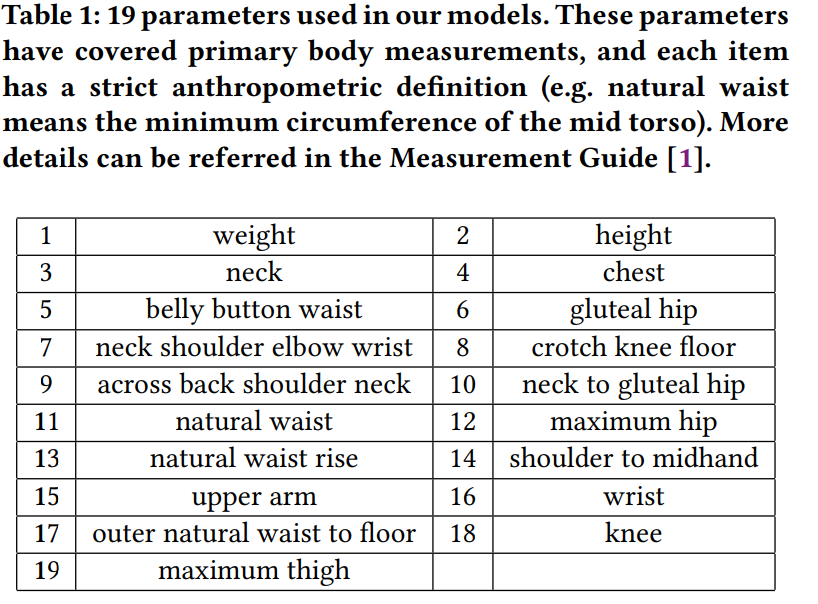 Table 1: 19 parameters used in our models. These parameters
have covered primary body measurements, and each item
has a strict anthropometric definition (e.g. natural waist
means the minimum circumference of the mid torso). More
details can be referred in the Measurement Guide [1].
1 weight 2 height
3 neck 4 chest
5 belly button waist 6 gluteal hip
7 neck shoulder elbow wrist 8 crotch knee floor
9 across back shoulder neck 10 neck to gluteal hip
11 natural waist 12 maximum hip
13 natural waist rise 14 shoulder to midhand
15 upper arm 16 wrist
17 outer natural waist to floor 18 knee
19 maximum thigh